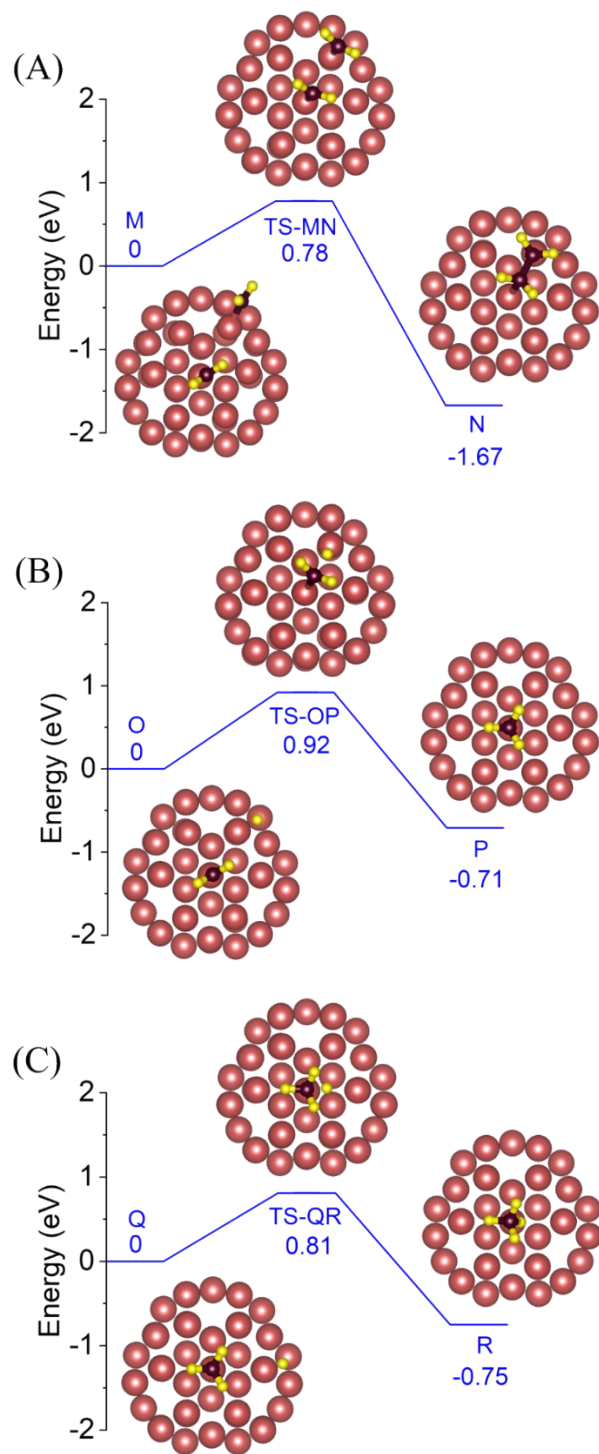 (A)
Energy (eV)
2
1
0
-1
-2
M
0
TS-MN
0.78
N
-1.67
(B)
Energy (eV)
2
1
0
-1
-2
O
0
TS-OP
0.92
P
-0.71
(C)
Energy (eV)
2
1
0
-1
-2
Q
0
TS-QR
0.81
R
-0.75